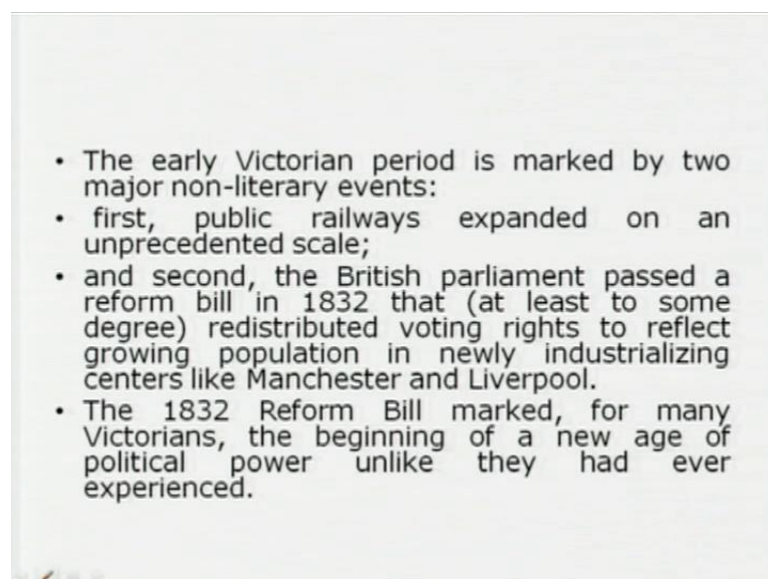 • The early Victorian period is marked by two
major non-literary events:
• first, public railways expanded on an
unprecedented scale;
• and second, the British parliament passed a
reform bill in 1832 that (at least to some
degree) redistributed voting rights to reflect
growing population in newly industrializing
centers like Manchester and Liverpool.
• The 1832 Reform Bill marked, for many
Victorians, the beginning of a new age of
political power unlike they had ever
experienced.